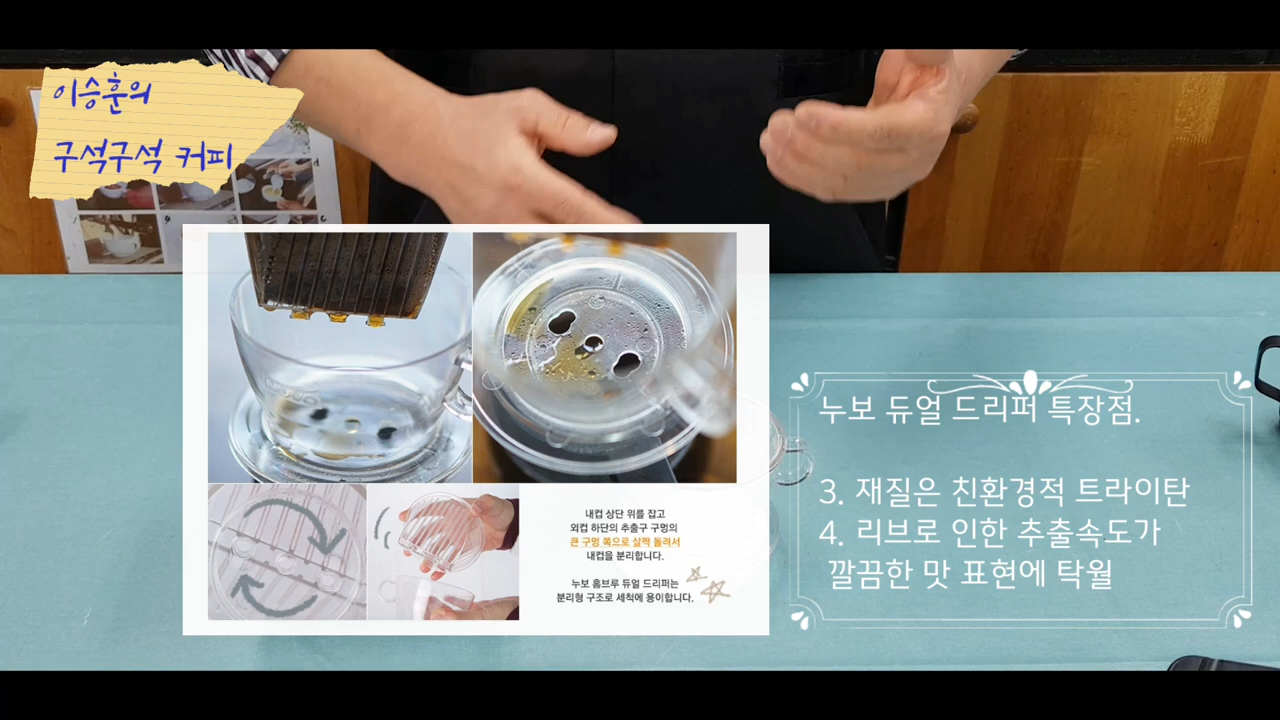 이승훈의
구석구석 커피
내컵 상단 위를 잡고
외컵 하단의 추출구 구멍의
큰 구멍 쪽으로 살짝 돌려서
내컵을 분리합니다.
누보 홈브루 듀얼 드리퍼는
분리형 구조로 세척에 용이합니다.
누보 듀얼 드리퍼 특장점.
3. 재질은 친환경적 트라이탄
4. 리브로 인한 추출속도가
깔끔한 맛 표현에 탁월